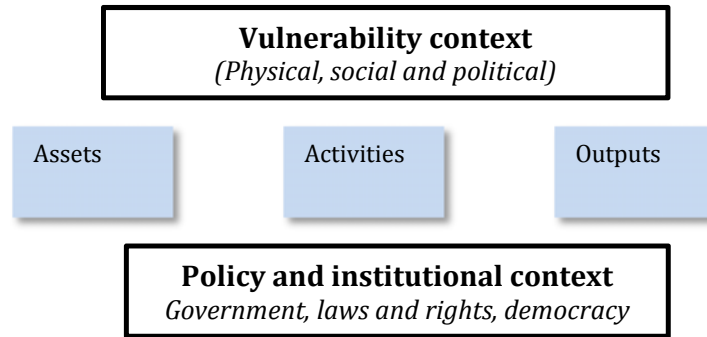 Vulnerability context
(Physical, social and political)
Assets
Activities
Outputs
Policy and institutional context
Government, laws and rights, democracy